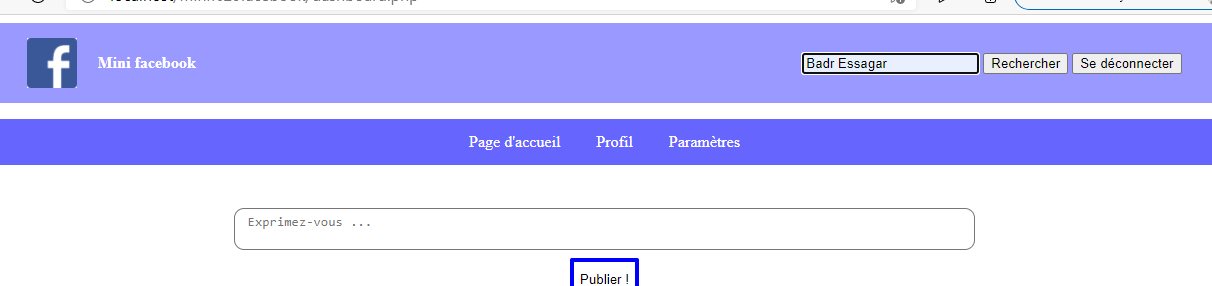 Mini facebook
Badr Essagar
Rechercher
Se déconnecter
Page d'accueil
Profil
Paramètres
Exprimez-vous ...
Publier !